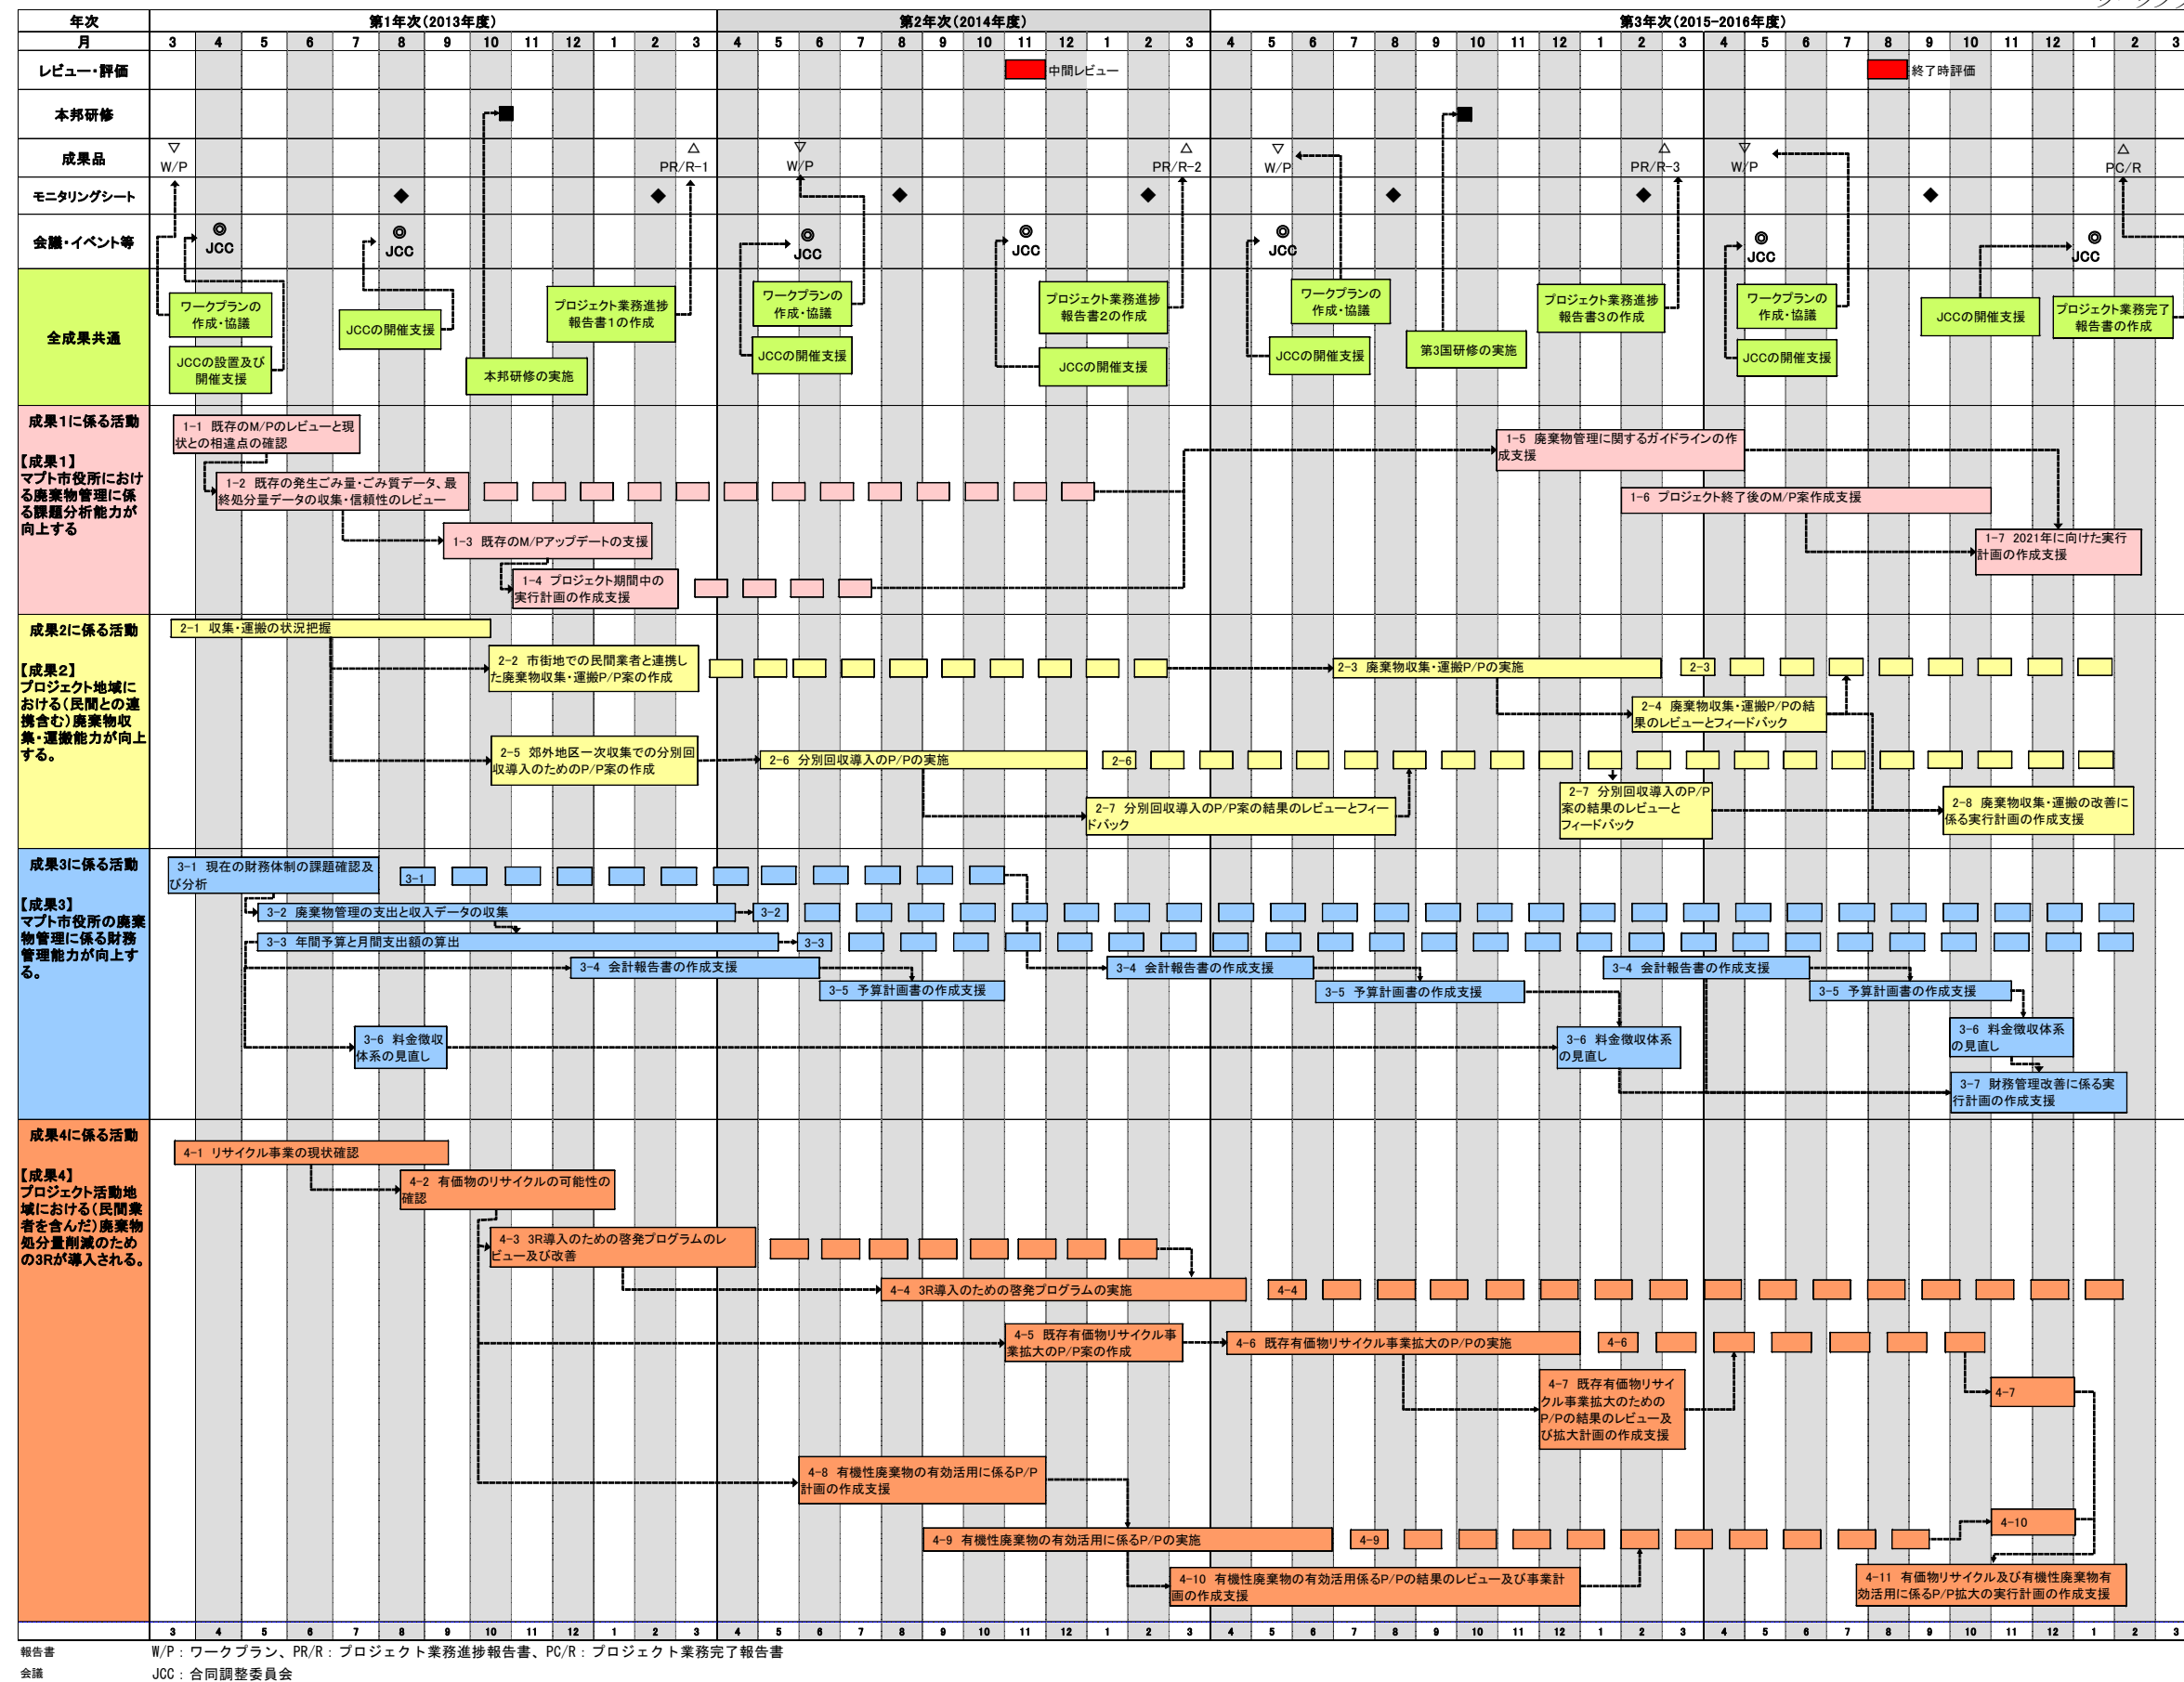 年次 第1年次(2013年度) 第2年次(2014年度) 第3年次(2015-2016年度)
月 3 4 5 6 7 8 9 10 11 12 1 2 3 4 5 6 7 8 9 10 11 12 1 2 3 4 5 6 7 8 9 10 11 12 1 2 3 4 5 6 7 8 9 10 11 12 1 2 3
レビュー・評価 中間レビュー 終了時評価
本邦研修
成果品
▽ △ ▽ △ ▽ △ ▽ △
W/P PR/R-1 W/P PR/R-2 W/P PR/R-3 W/P PC/R
モニタリングシート ◆ ◆ ◆ ◆ ◆ ◆ ◆
会議・イベント等
◎ ◎ ◎ ◎ ◎ ◎ ◎
JCC JCC JCC JCC JCC JCC JCC
全成果共通
ワークプランの
作成・協議
JCCの設置及び
開催支援
JCCの開催支援
本邦研修の実施
プロジェクト業務進捗
報告書1の作成
ワークプランの
作成・協議
JCCの開催支援
プロジェクト業務進捗
報告書2の作成
JCCの開催支援
ワークプランの
作成・協議
JCCの開催支援
第3国研修の実施
プロジェクト業務進捗
報告書3の作成
ワークプランの
作成・協議
JCCの開催支援
JCCの開催支援
プロジェクト業務完了
報告書の作成
成果1に係る活動
【成果1】
マプト市役所におけ
る廃棄物管理に係
る課題分析能力が
向上する
1-1 既存のM/Pのレビューと現
状との相違点の確認
1-2 既存の発生ごみ量・ごみ質データ、最
終処分量データの収集・信頼性のレビュー
1-3 既存のM/Pアップデートの支援
1-4 プロジェクト期間中の
実行計画の作成支援
1-5 廃棄物管理に関するガイドラインの作
成支援
1-6 プロジェクト終了後のM/P案作成支援
1-7 2021年に向けた実行
計画の作成支援
成果2に係る活動
【成果2】
プロジェクト地域に
おける(民間との連
携含む)廃棄物収
集・運搬能力が向上
する。
2-1 収集・運搬の状況把握
2-2 市街地での民間業者と連携し
た廃棄物収集・運搬P/P案の作成
2-3 廃棄物収集・運搬P/Pの実施
2-3
2-4 廃棄物収集・運搬P/Pの結
果のレビューとフィードバック
2-5 郊外地区一次収集での分別回
収導入のためのP/P案の作成
2-6 分別回収導入のP/Pの実施
2-6
2-7 分別回収導入のP/P案の結果のレビューとフィー
ドバック
2-7 分別回収導入のP/P
案の結果のレビューと
フィードバック
2-8 廃棄物収集・運搬の改善に
係る実行計画の作成支援
成果3に係る活動
【成果3】
マプト市役所の廃棄
物管理に係る財務
管理能力が向上す
る。
3-1 現在の財務体制の課題確認及
び分析
3-1
3-2 廃棄物管理の支出と収入データの収集
3-2
3-3 年間予算と月間支出額の算出
3-3
3-4 会計報告書の作成支援
3-4 会計報告書の作成支援
3-4 会計報告書の作成支援
3-5 予算計画書の作成支援
3-5 予算計画書の作成支援
3-5 予算計画書の作成支援
3-6 料金徴収
体系の見直し
3-6 料金徴収体系
の見直し
3-6 料金徴収体系
の見直し
3-7 財務管理改善に係る実
行計画の作成支援
成果4に係る活動
【成果4】
プロジェクト活動地
域における(民間業
者を含んだ)廃棄物
処分量削減のため
の3Rが導入される。
4-1 リサイクル事業の現状確認
4-2 有価物のリサイクルの可能性の
確認
4-3 3R導入のための啓発プログラムのレ
ビュー及び改善
4-4 3R導入のための啓発プログラムの実施
4-4
4-5 既存有価物リサイクル事
業拡大のP/P案の作成
4-6 既存有価物リサイクル事業拡大のP/Pの実施
4-6
4-7 既存有価物リサイ
クル事業拡大のための
P/Pの結果のレビュー及
び拡大計画の作成支援
4-7
4-8 有機性廃棄物の有効活用に係るP/P
計画の作成支援
4-9 有機性廃棄物の有効活用に係るP/Pの実施
4-9
4-10
4-10 有機性廃棄物の有効活用係るP/Pの結果のレビュー及び事業計
画の作成支援
4-11 有価物リサイクル及び有機性廃棄物有
効活用に係るP/P拡大の実行計画の作成支援
3 4 5 6 7 8 9 10 11 12 1 2 3 4 5 6 7 8 9 10 11 12 1 2 3 4 5 6 7 8 9 10 11 12 1 2 3 4 5 6 7 8 9 10 11 12 1 2 3
報告書 W/P：ワークプラン、PR/R：プロジェクト業務進捗報告書、PC/R：プロジェクト業務完了報告書
会議 JCC：合同調整委員会